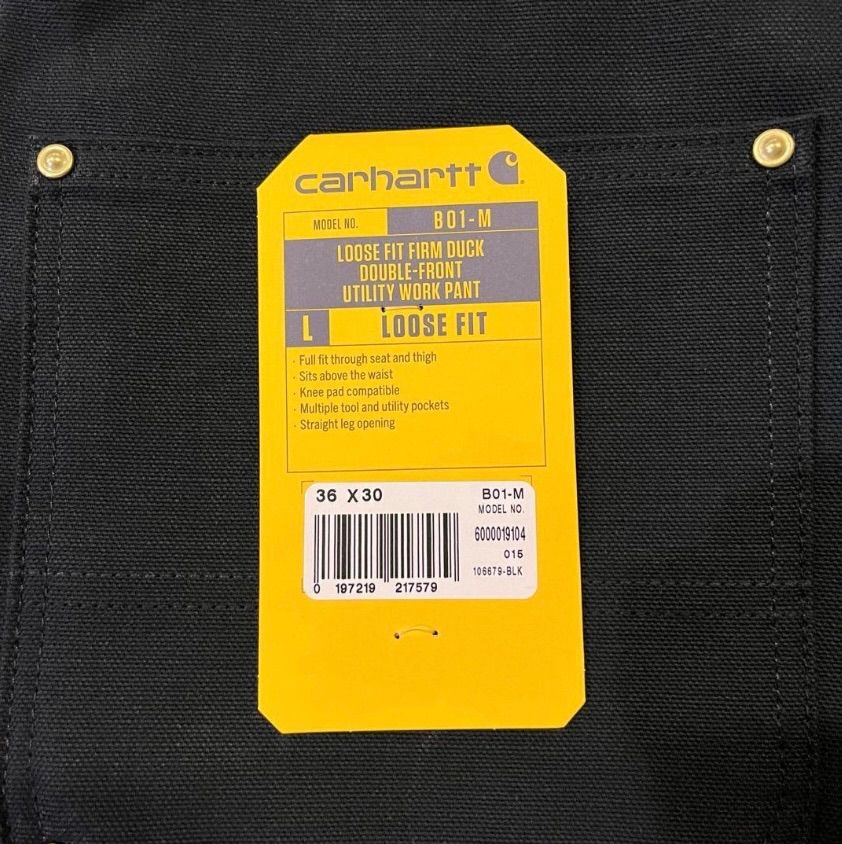 carhartt
MODEL NO. B01-M
LOOSE FIT FIRM DUCK
DOUBLE-FRONT
UTILITY WORK PANT
L LOOSE FIT
· Full fit through seat and thigh
· Sits above the waist
· Knee pad compatible
· Multiple tool and utility pockets
· Straight leg opening
36 X30 B01-M
MODEL NO.
6000019104
015
106679-BLK
0 197219 217579